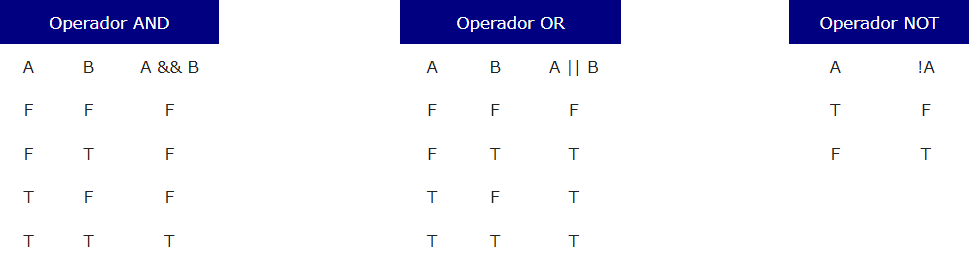 Operador AND
A B A && B
F F F
F T F
T F F
T T T
Operador OR
A B A || B
F F F
F T T
T F T
T T T
Operador NOT
A !A
T F
F T